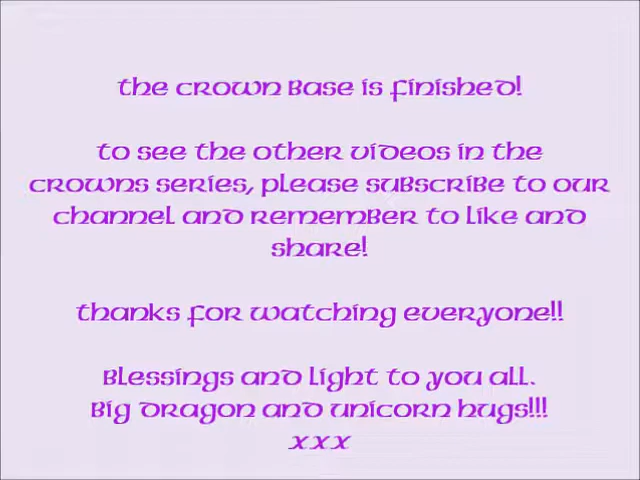 The crown base is finished!
To see the other videos in the
crowns series, please subscribe to our
channel and remember to like and
share!
Thanks for watching everyone!!
Blessings and light to you all.
Big dragon and unicorn hugs!!!
xxx